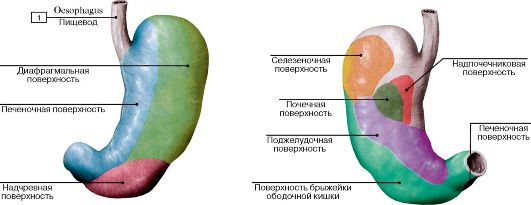 1
Oesophagus
Пищевод
Диафрагмальная
поверхность
Печеночная поверхность
Надчревная поверхность
Селезеночная
поверхность
Надпочечниковая
поверхность
Почечная
поверхность
Поджелудочная
поверхность
Печеночная
поверхность
Поверхность брыжейки
ободочной кишки